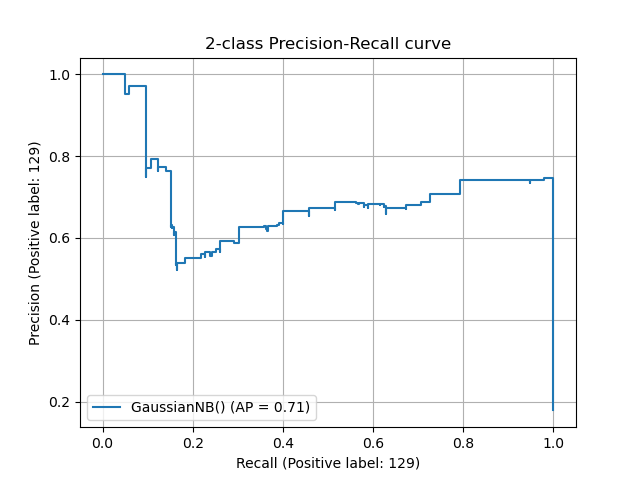 2-class Precision-Recall curve
Precision (Positive label: 129)
1.0
0.8
0.6
0.4
0.2
GaussianNB() (AP = 0.71)
0.0 0.2 0.4 0.6 0.8 1.0
Recall (Positive label: 129)